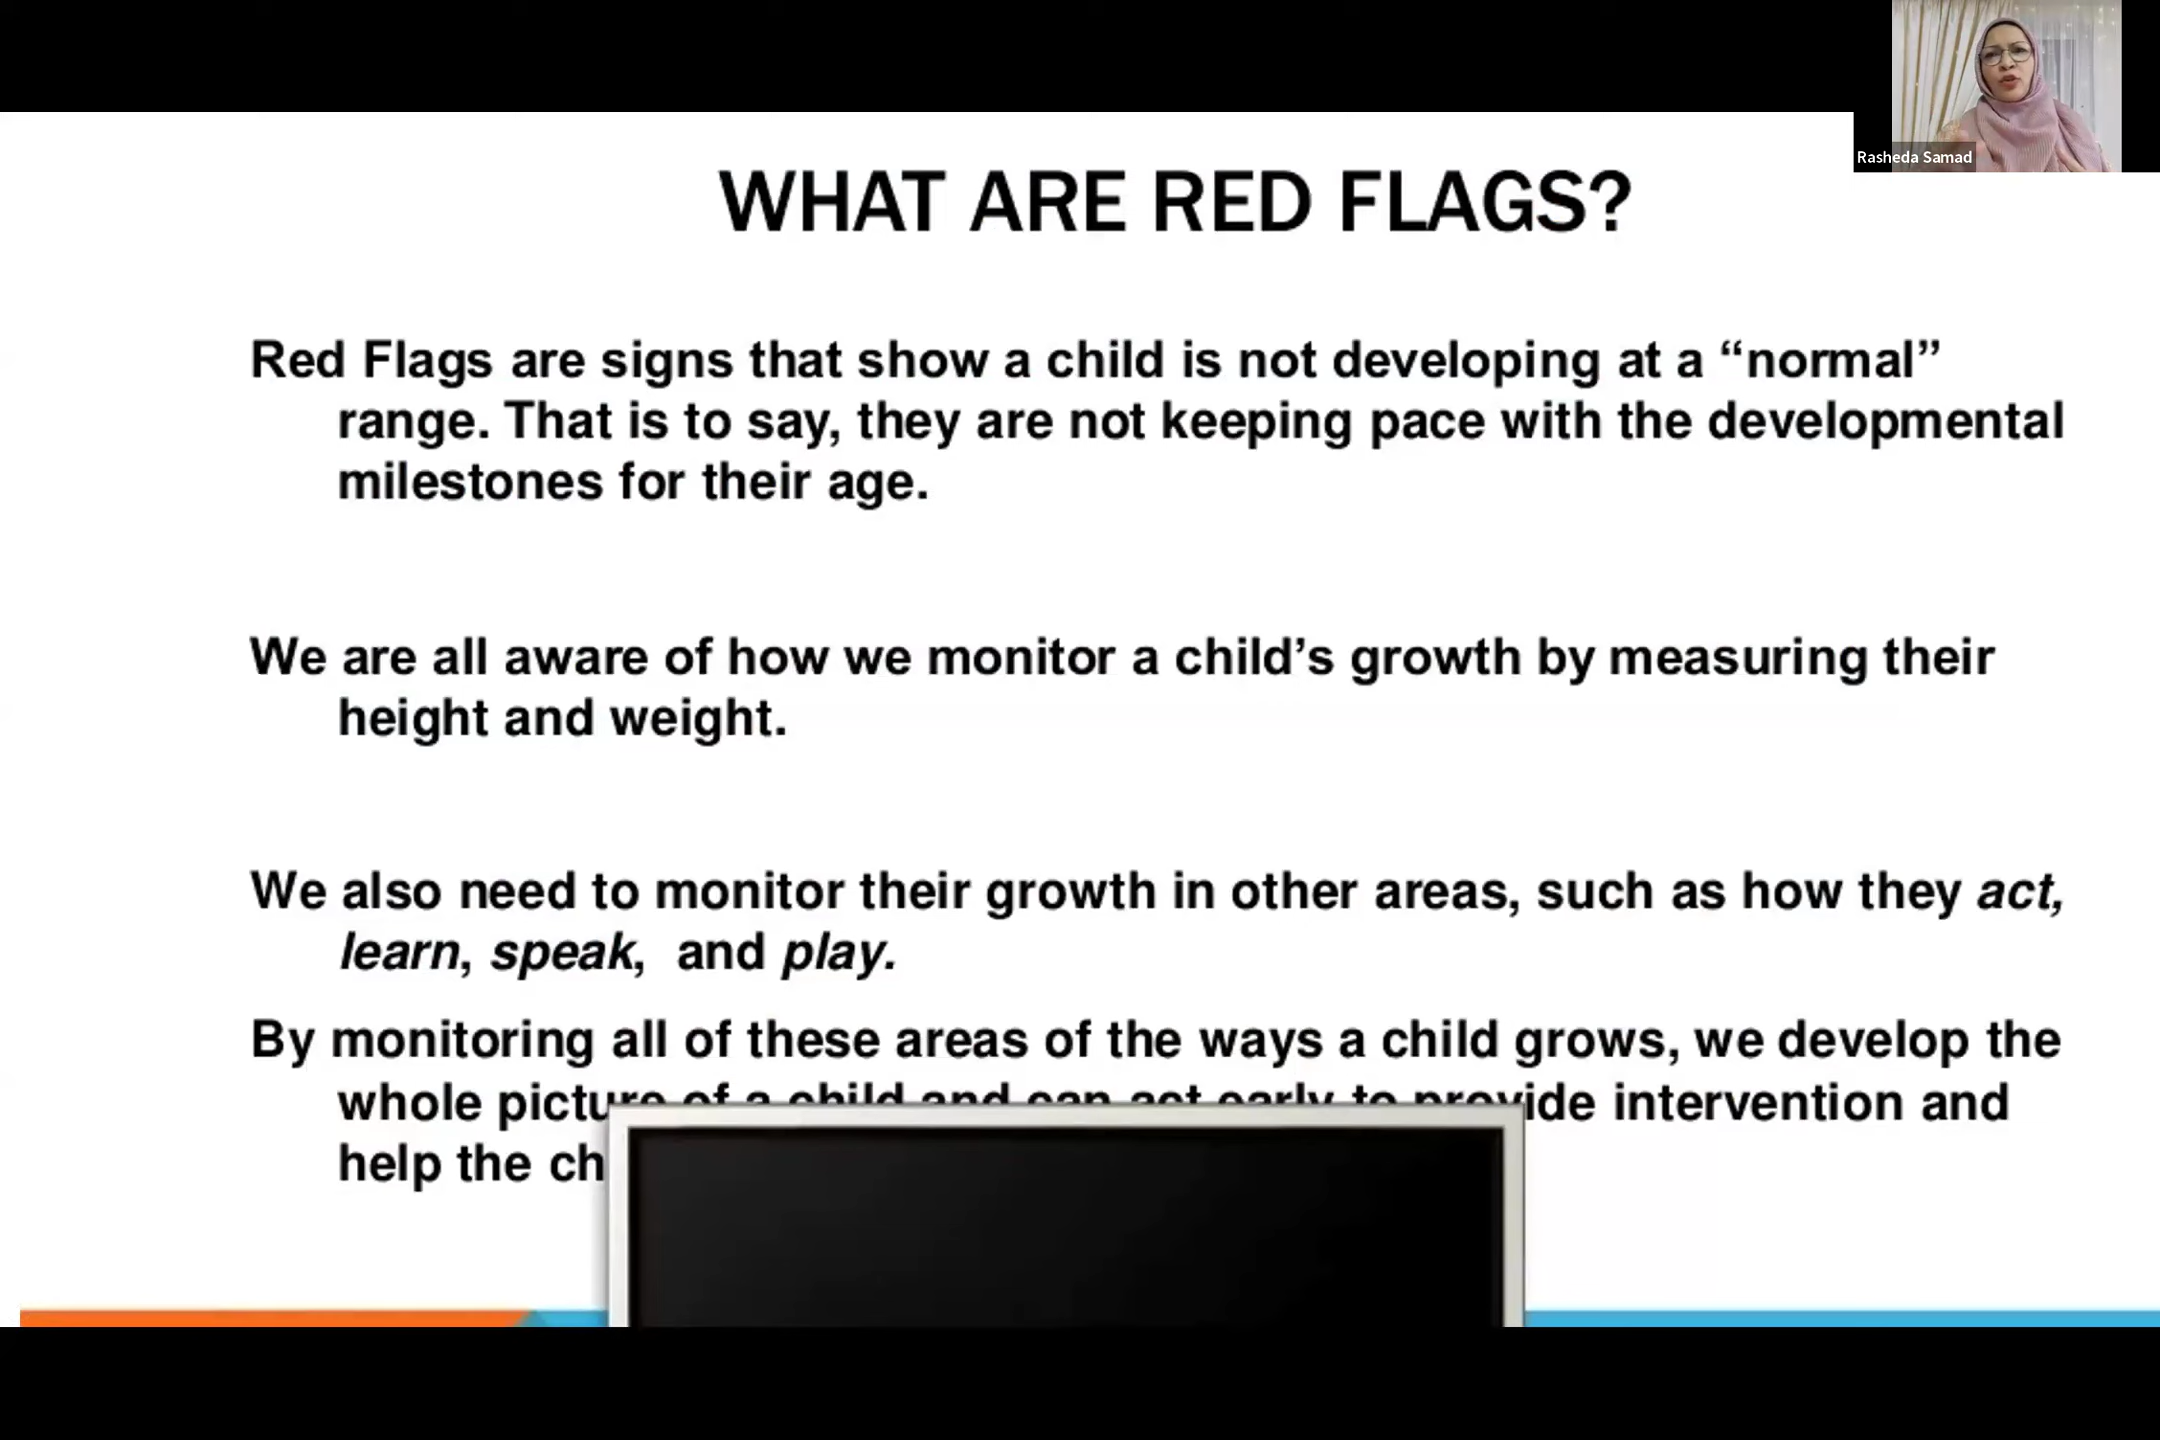 Rasheda Samad
WHAT ARE RED FLAGS?
Red Flags are signs that show a child is not developing at a “normal”
range. That is to say, they are not keeping pace with the developmental
milestones for their age.
We are all aware of how we monitor a child’s growth by measuring their
height and weight.
We also need to monitor their growth in other areas, such as how they act,
learn, speak, and play.
By monitoring all of these areas of the ways a child grows, we develop the
whole picture of a child and can act early to provide intervention and
help the